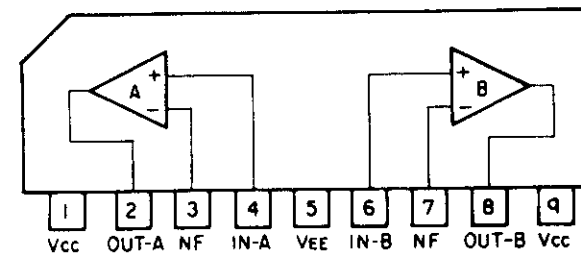 + A −
+ B −
1 2 3 4 5 6 7 8 9
Vcc OUT-A NF IN-A VEE IN-B NF OUT-B Vcc